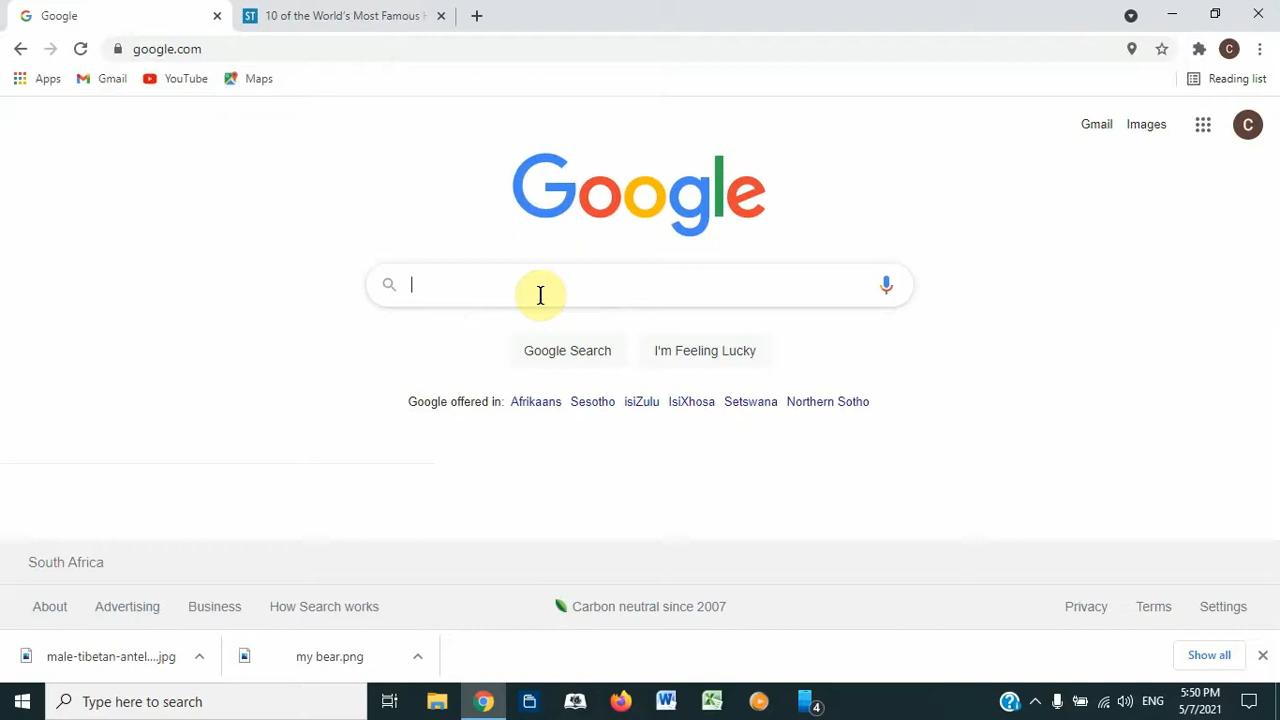 Google
10 of the World's Most Famous H
google.com
Apps Gmail YouTube Maps Reading list
Gmail Images C
Google
Google Search I'm Feeling Lucky
Google offered in: Afrikaans Sesotho isiZulu IsiXhosa Setswana Northern Sotho
South Africa
About Advertising Business How Search works Carbon neutral since 2007 Privacy Terms Settings
male-tibetan-antel....jpg my bear.png Show all
Type here to search 4 ENG 5:50 PM
5/7/2021